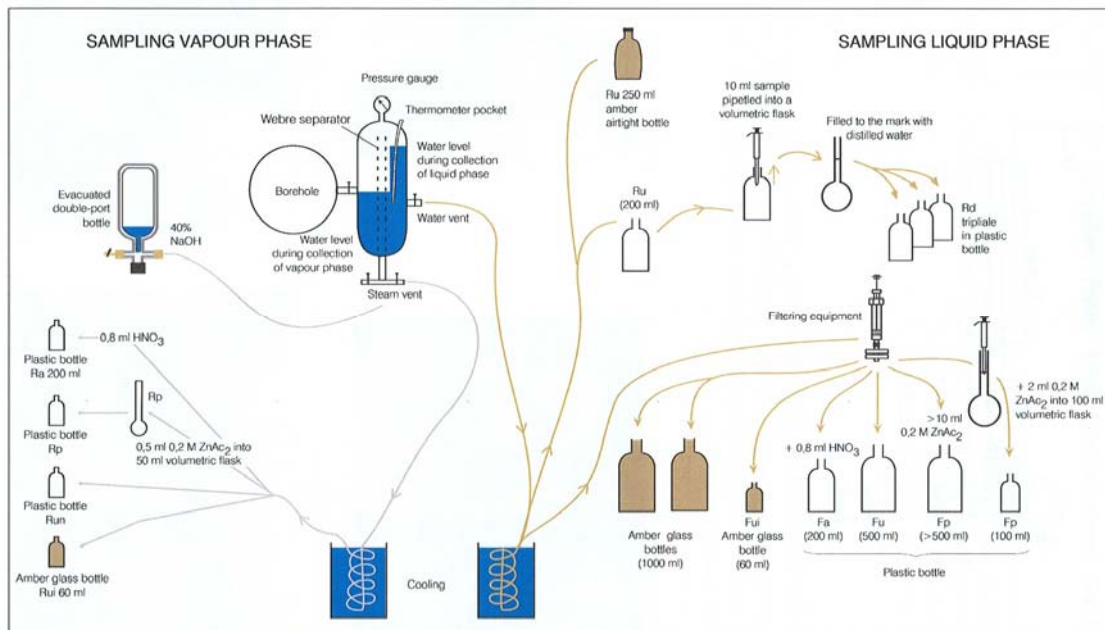 SAMPLING VAPOUR PHASE
SAMPLING LIQUID PHASE
Pressure gauge
Thermometer pocket
Webre separator
Water level
during collection
of liquid phase
Borehole
Water vent
Water level
during collection
of vapour phase
Steam vent
Evacuated
double-port
bottle
40%
NaOH
0,8 ml HNO3
Plastic bottle
Ra 200 ml
Rp
Plastic bottle
Rp
0,5 ml 0,2 M ZnAc2 into
50 ml volumetric flask
Plastic bottle
Run
Amber glass bottle
Rui 60 ml
Cooling
Ru 250 ml
amber
airtight bottle
Ru
(200 ml)
10 ml sample
pipetled into a
volumetric flask
Filled to the mark with
distilled water
Rd
tripliale
in plastic
bottle
Filtering equipment
+ 2 ml 0,2 M
ZnAc2 into 100 ml
volumetric flask
>10 ml
0,2 M ZnAc2
+ 0,8 ml HNO3
Amber glass
bottles
(1000 ml)
Fui
Amber glass
bottle
(60 ml)
Fa
(200 ml)
Fu
(500 ml)
Fp
(>500 ml)
Fp
(100 ml)
Plastic bottle